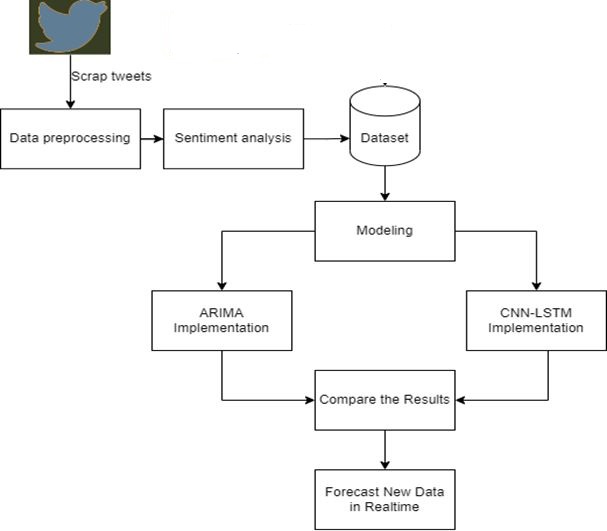 Scrap tweets
Data preprocessing
Sentiment analysis
Dataset
Modeling
ARIMA
Implementation
CNN-LSTM
Implementation
Compare the Results
Forecast New Data
in Realtime